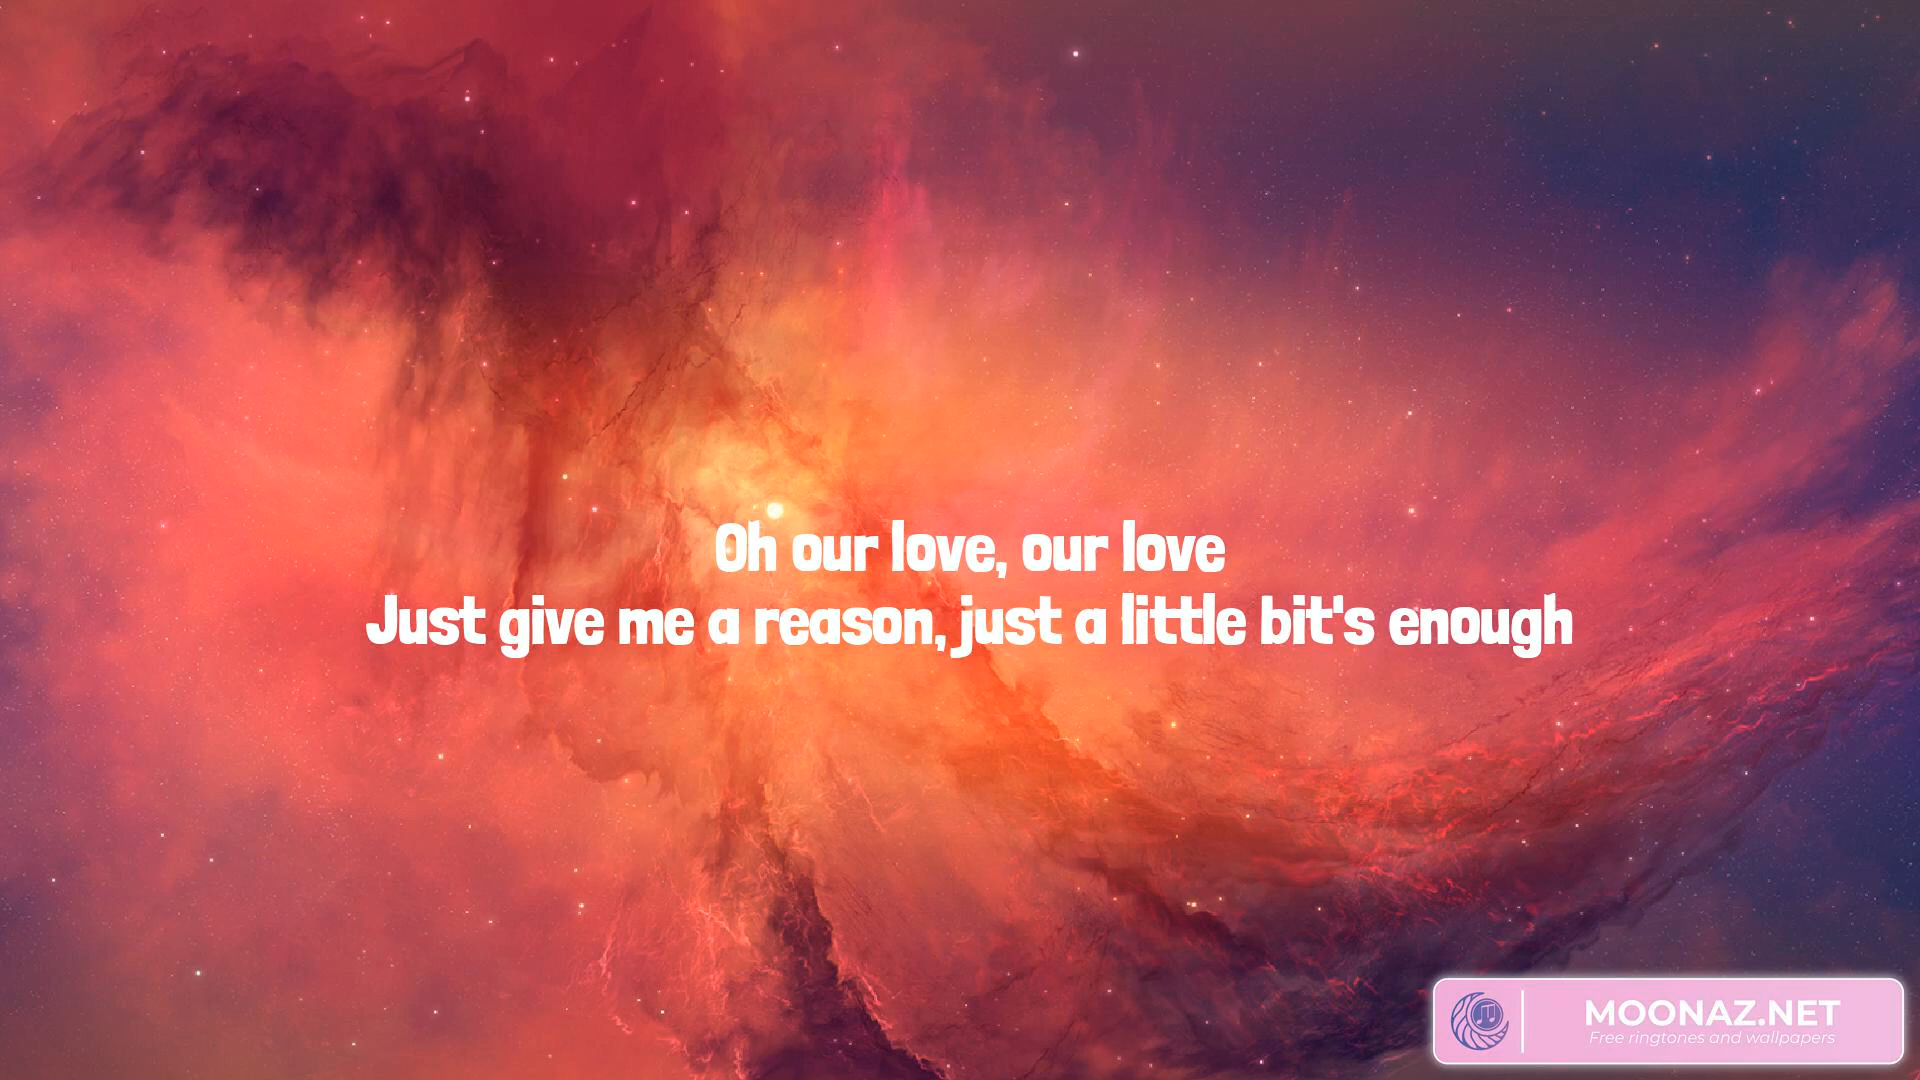 Oh our love, our love
Just give me a reason, just a little bit's enough
MOONAZ.NET
Free ringtones and wallpapers